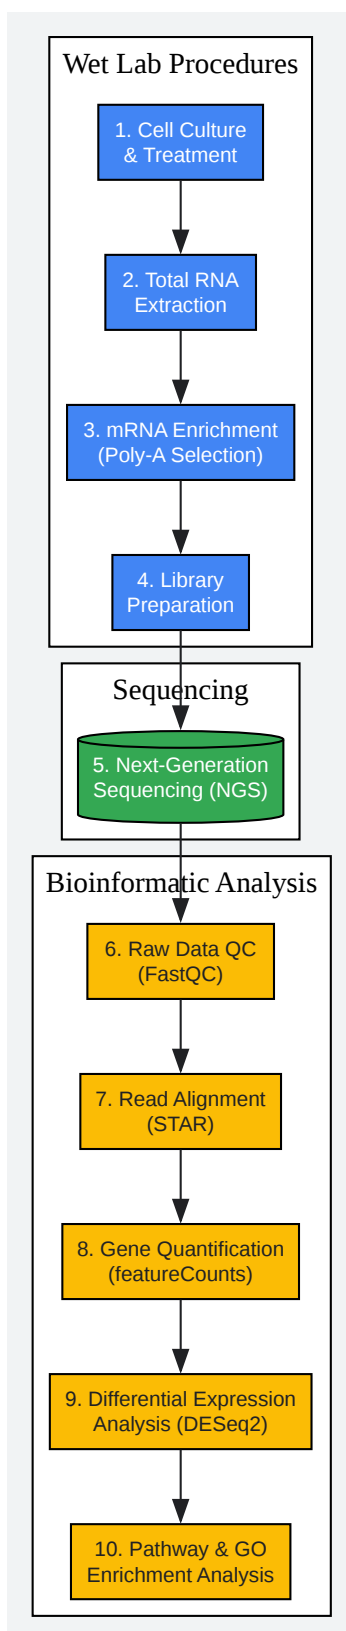 Wet Lab Procedures
1. Cell Culture
& Treatment
2. Total RNA
Extraction
3. mRNA Enrichment
(Poly-A Selection)
4. Library
Preparation
Sequencing
5. Next-Generation
Sequencing (NGS)
Bioinformatic Analysis
6. Raw Data QC
(FastQC)
7. Read Alignment
(STAR)
8. Gene Quantification
(featureCounts)
9. Differential Expression
Analysis (DESeq2)
10. Pathway & GO
Enrichment Analysis